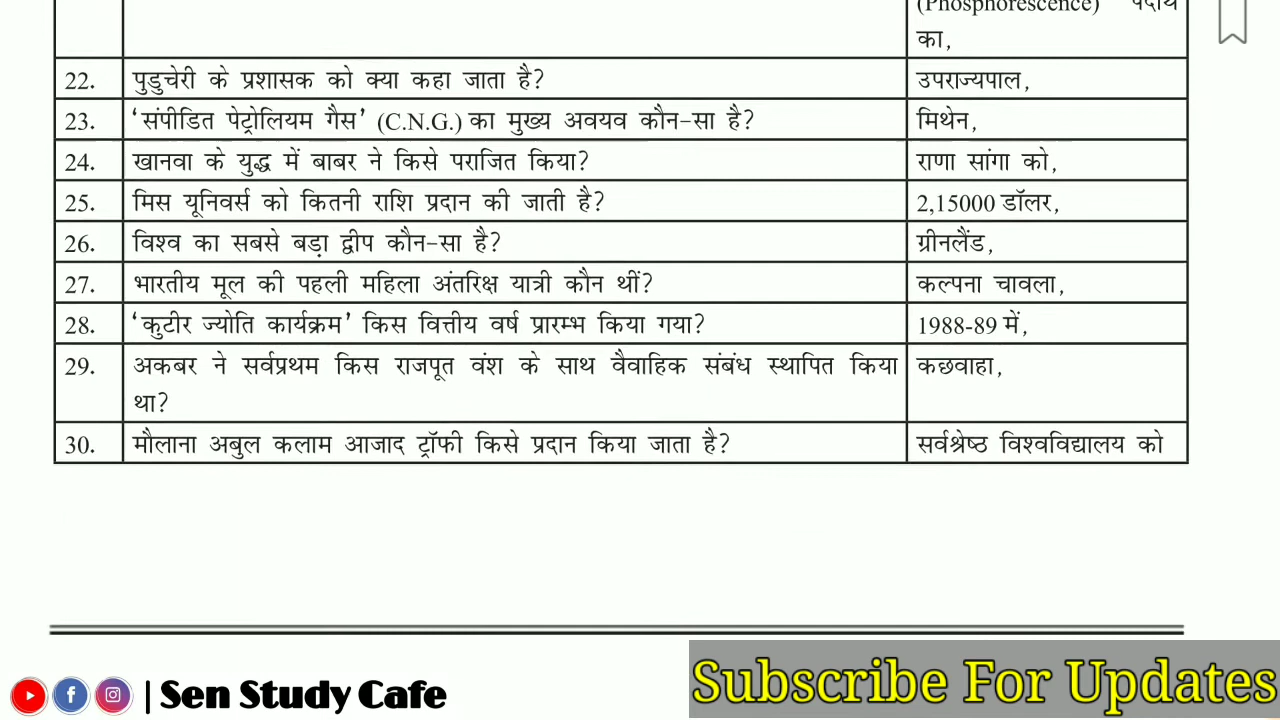 (Phosphorescence) पदार्थ
का,
22. पुडुचेरी के प्रशासक को क्या कहा जाता है? उपराज्यपाल,
23. ‘संपीडित पेट्रोलियम गैस’ (C.N.G.) का मुख्य अवयव कौन-सा है? मिथेन,
24. खानवा के युद्ध में बाबर ने किसे पराजित किया? राणा सांगा को,
25. मिस यूनिवर्स को कितनी राशि प्रदान की जाती है? 2,15000 डॉलर,
26. विश्व का सबसे बड़ा द्वीप कौन-सा है? ग्रीनलैंड,
27. भारतीय मूल की पहली महिला अंतरिक्ष यात्री कौन थीं? कल्पना चावला,
28. ‘कुटीर ज्योति कार्यक्रम’ किस वित्तीय वर्ष प्रारम्भ किया गया? 1988-89 में,
29. अकबर ने सर्वप्रथम किस राजपूत वंश के साथ वैवाहिक संबंध स्थापित किया कछवाहा,
था?
30. मौलाना अबुल कलाम आजाद ट्रॉफी किसे प्रदान किया जाता है? सर्वश्रेष्ठ विश्वविद्यालय को
| Sen Study Cafe
Subscribe For Updates